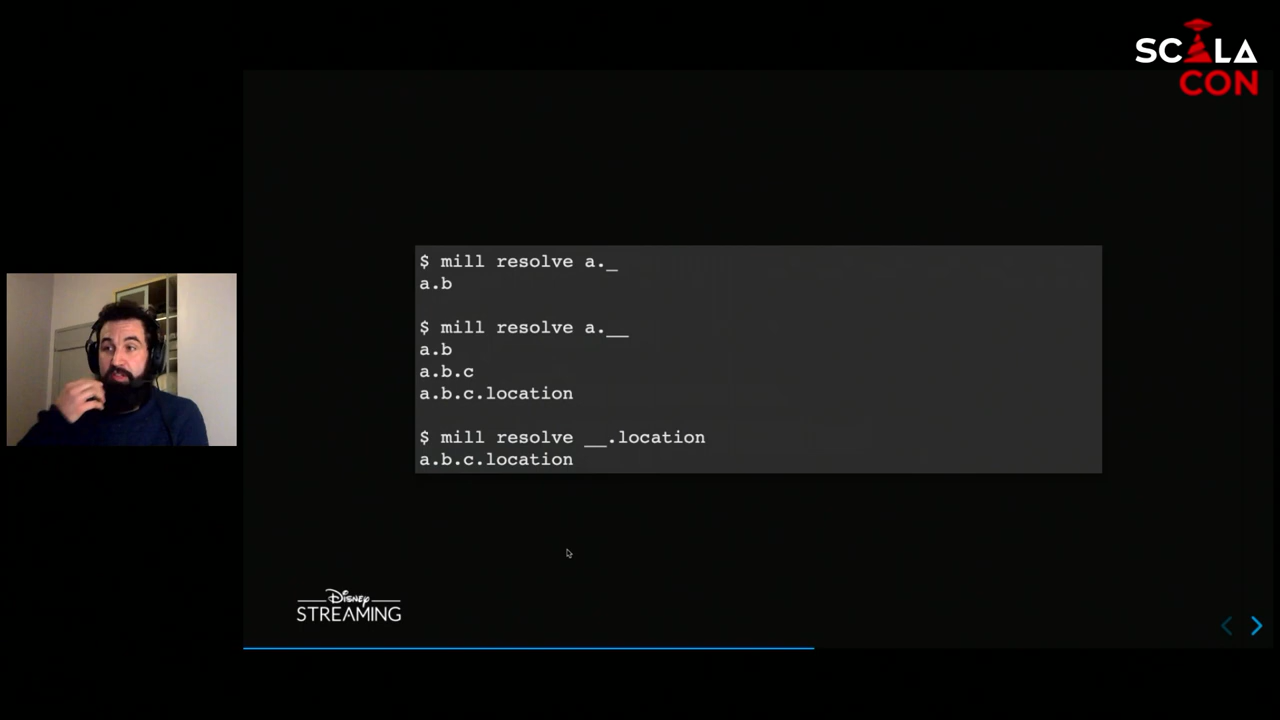 SCALA
CON
$ mill resolve a._
a.b
$ mill resolve a.__
a.b
a.b.c
a.b.c.location
$ mill resolve __.location
a.b.c.location
Disney
STREAMING